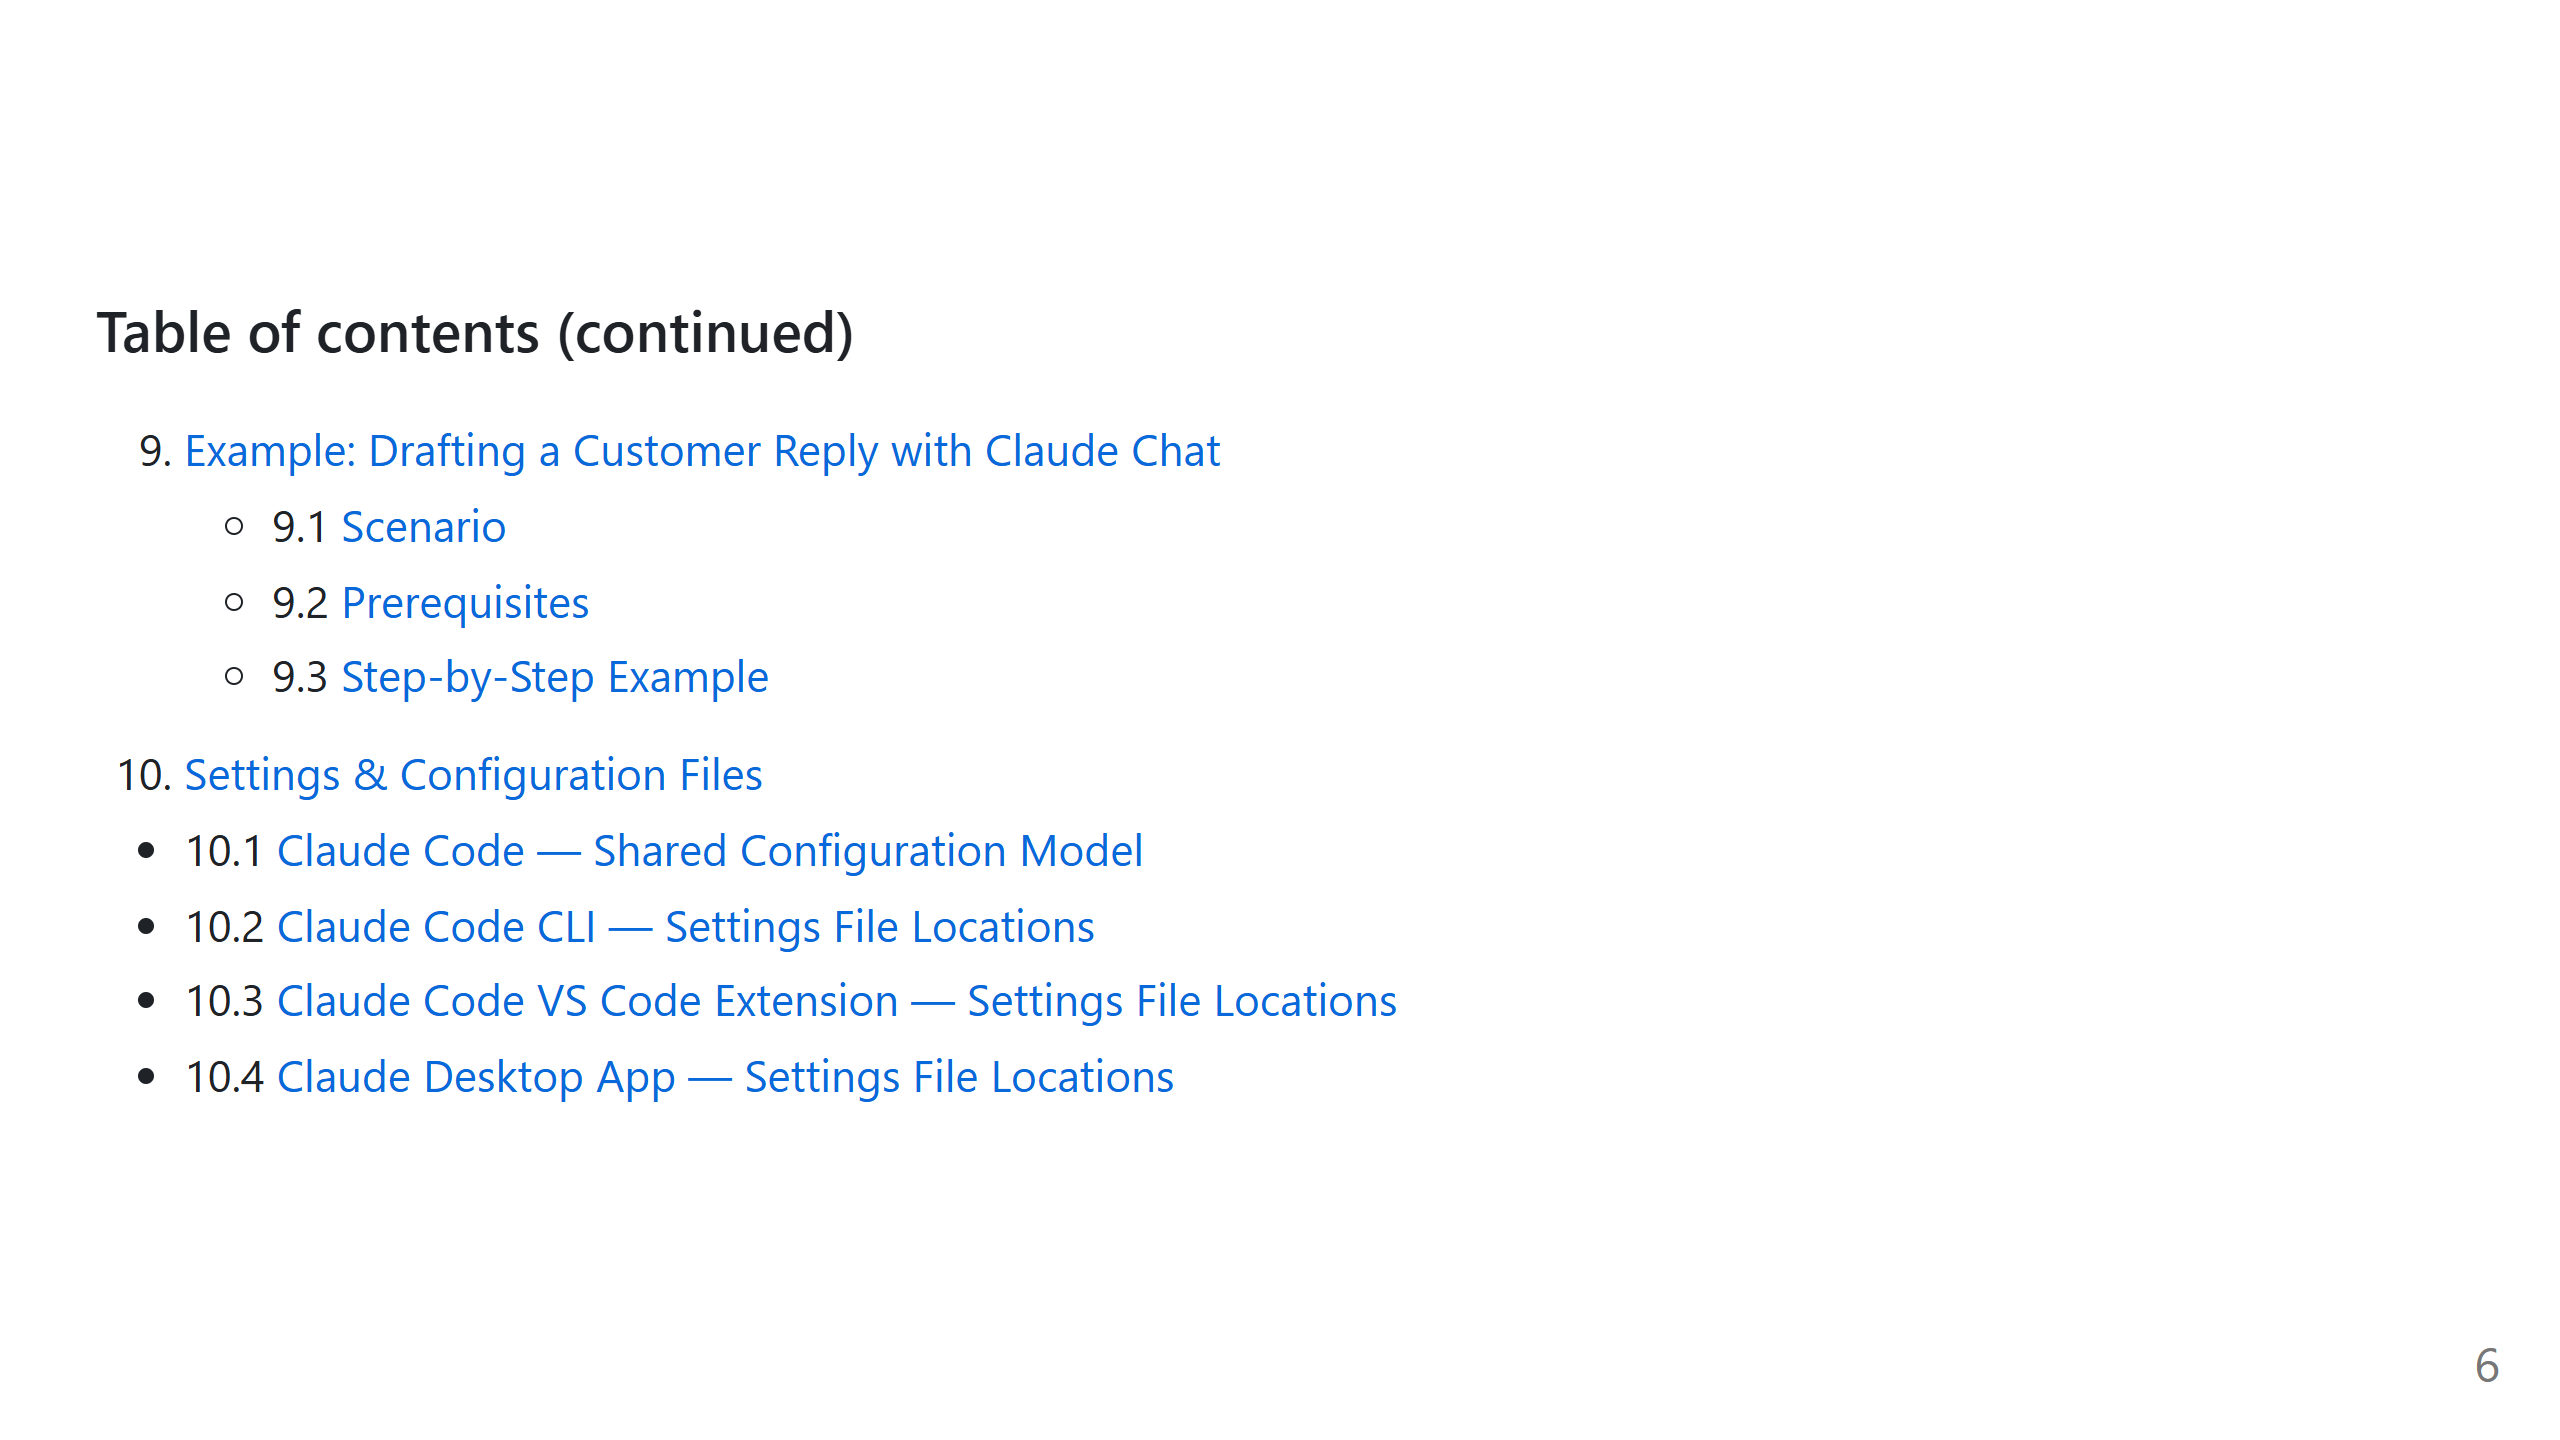 Table of contents (continued)
9. Example: Drafting a Customer Reply with Claude Chat
9.1 Scenario
9.2 Prerequisites
9.3 Step-by-Step Example
10. Settings & Configuration Files
10.1 Claude Code — Shared Configuration Model
10.2 Claude Code CLI — Settings File Locations
10.3 Claude Code VS Code Extension — Settings File Locations
10.4 Claude Desktop App — Settings File Locations
6